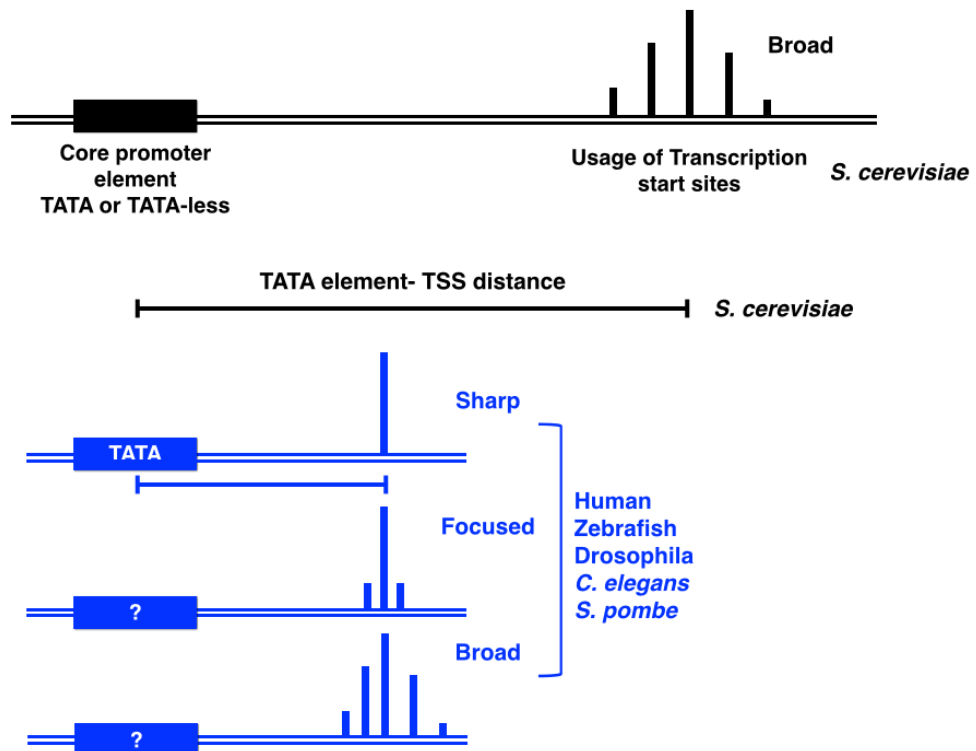 Broad
Core promoter
element
TATA or TATA-less
Usage of Transcription
start sites
S. cerevisiae
TATA element- TSS distance
S. cerevisiae
Sharp
TATA
Focused
Human
Zebrafish
Drosophila
C. elegans
S. pombe
?
Broad
?